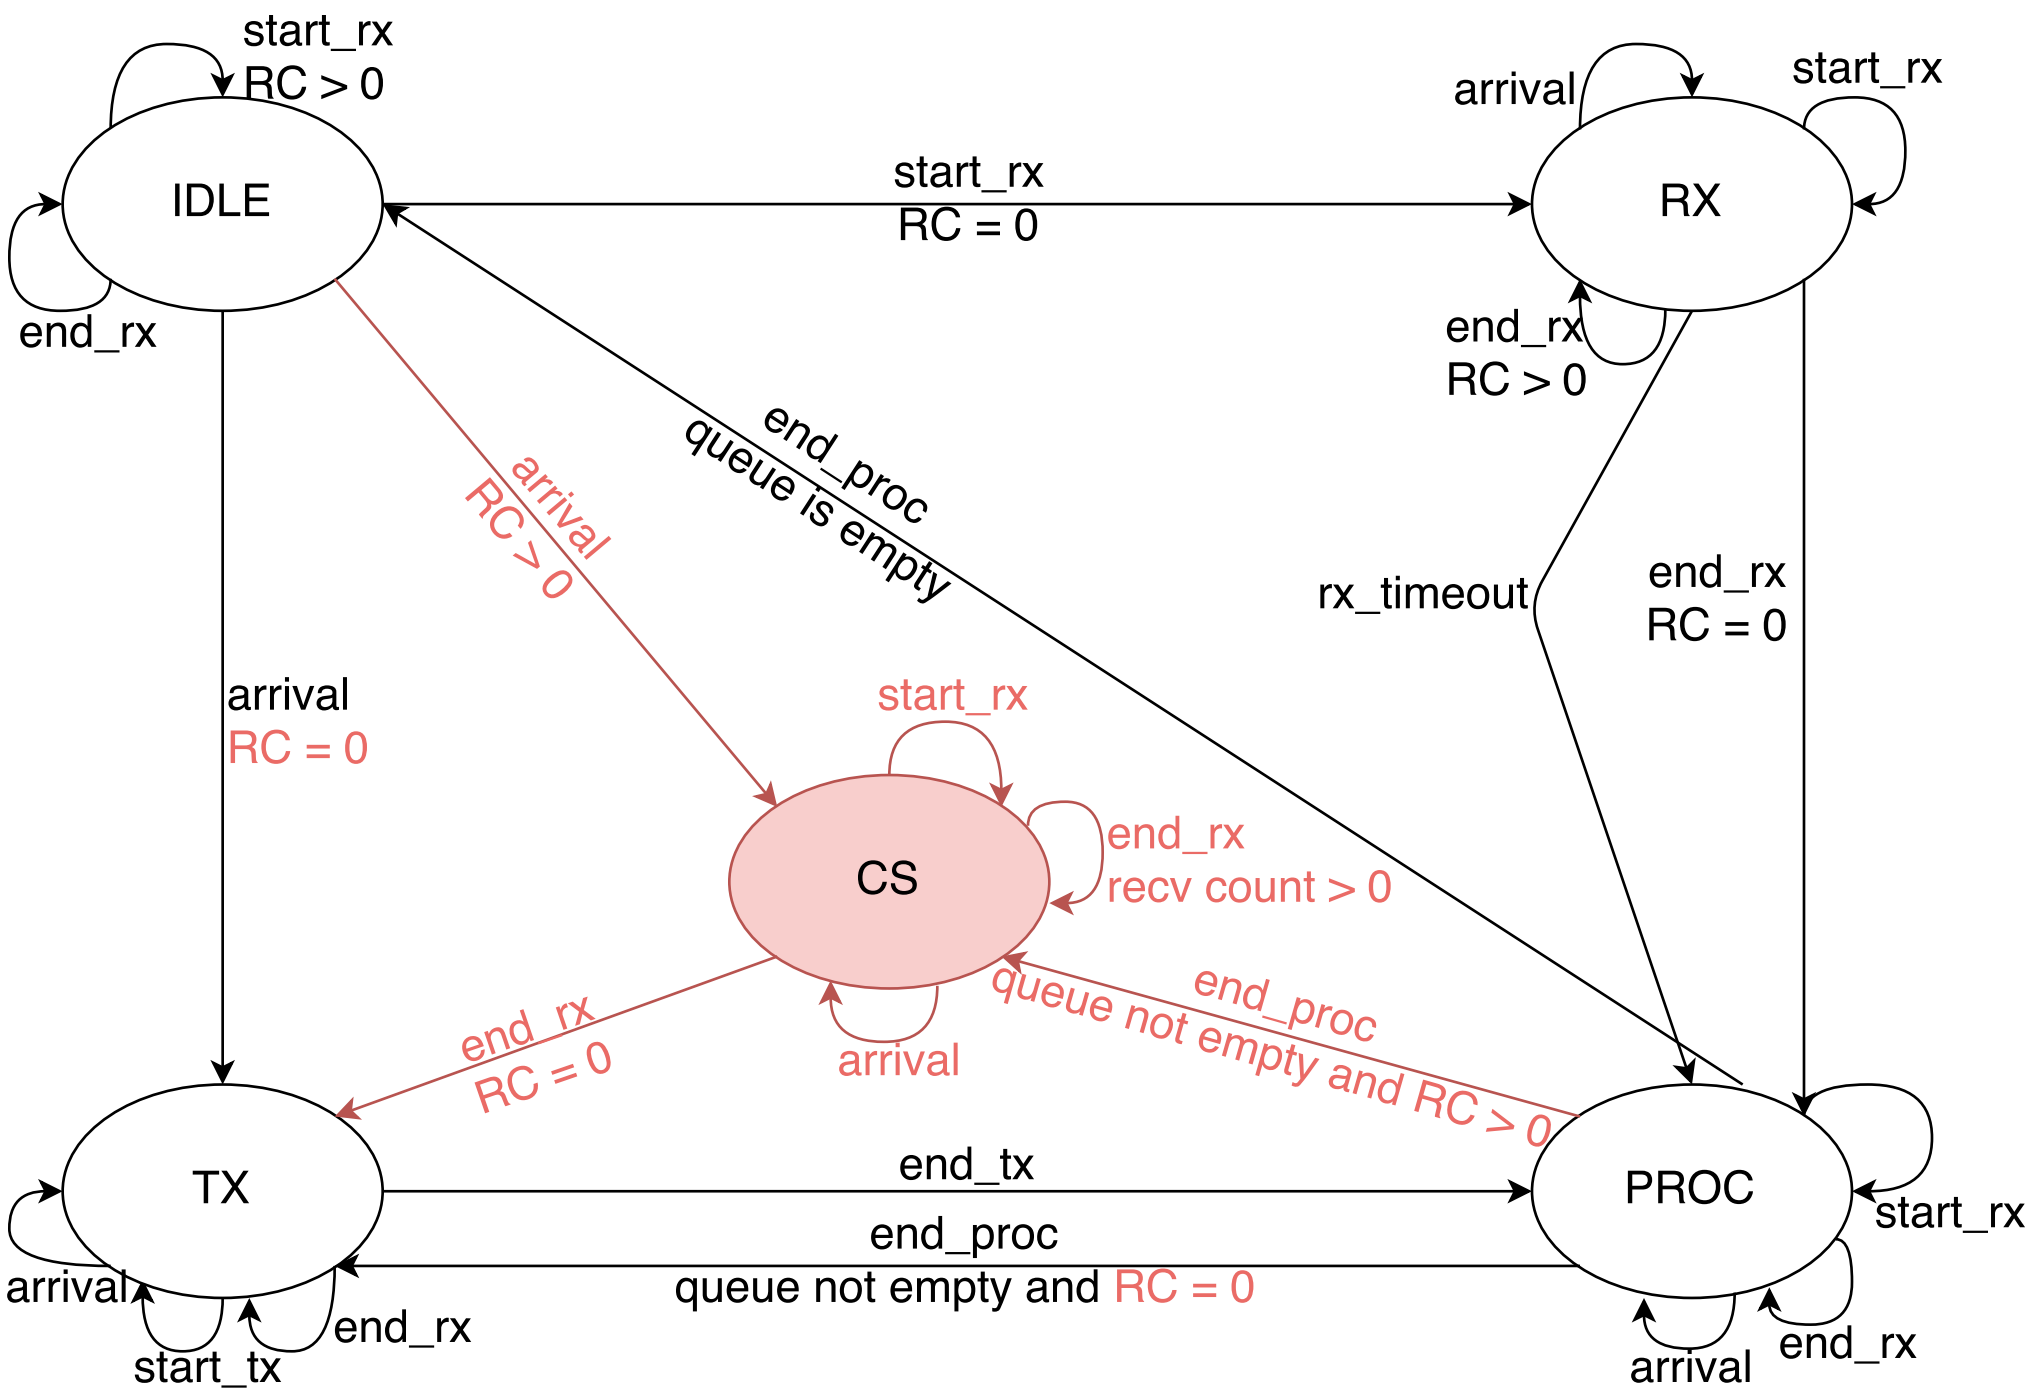 start_rx
RC > 0
IDLE
end_rx
start_rx
RC = 0
arrival
start_rx
RX
end_rx
RC > 0
arrival
RC > 0
end_proc
queue is empty
rx_timeout
end_rx
RC = 0
arrival
RC = 0
start_rx
CS
end_rx
recv count > 0
arrival
end_rx
RC = 0
end_proc
queue not empty and RC > 0
TX
end_tx
end_proc
queue not empty and RC = 0
PROC
start_rx
arrival
start_tx
end_rx
arrival
end_rx